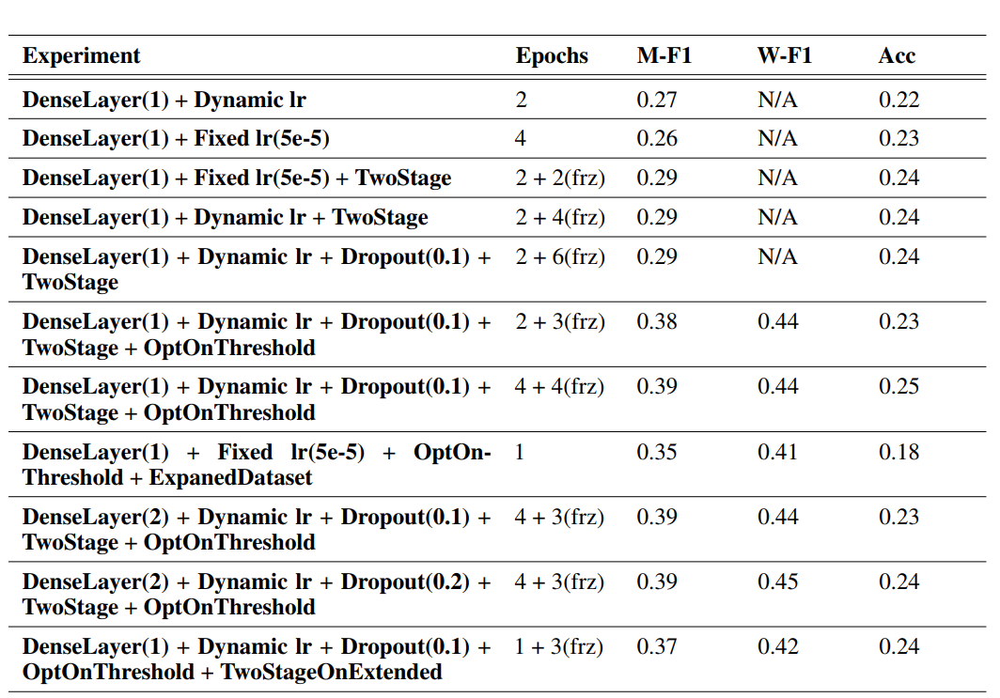 Experiment Epochs M-F1 W-F1 Acc
DenseLayer(1) + Dynamic lr 2 0.27 N/A 0.22
DenseLayer(1) + Fixed lr(5e-5) 4 0.26 N/A 0.23
DenseLayer(1) + Fixed lr(5e-5) + TwoStage 2 + 2(frz) 0.29 N/A 0.24
DenseLayer(1) + Dynamic lr + TwoStage 2 + 4(frz) 0.29 N/A 0.24
DenseLayer(1) + Dynamic lr + Dropout(0.1) + 2 + 6(frz) 0.29 N/A 0.24
TwoStage
DenseLayer(1) + Dynamic lr + Dropout(0.1) + 2 + 3(frz) 0.38 0.44 0.23
TwoStage + OptOnThreshold
DenseLayer(1) + Dynamic lr + Dropout(0.1) + 4 + 4(frz) 0.39 0.44 0.25
TwoStage + OptOnThreshold
DenseLayer(1) + Fixed lr(5e-5) + OptOn- 1 0.35 0.41 0.18
Threshold + ExpanedDataset
DenseLayer(2) + Dynamic lr + Dropout(0.1) + 4 + 3(frz) 0.39 0.44 0.23
TwoStage + OptOnThreshold
DenseLayer(2) + Dynamic lr + Dropout(0.2) + 4 + 3(frz) 0.39 0.45 0.24
TwoStage + OptOnThreshold
DenseLayer(1) + Dynamic lr + Dropout(0.1) + 1 + 3(frz) 0.37 0.42 0.24
OptOnThreshold + TwoStageOnExtended